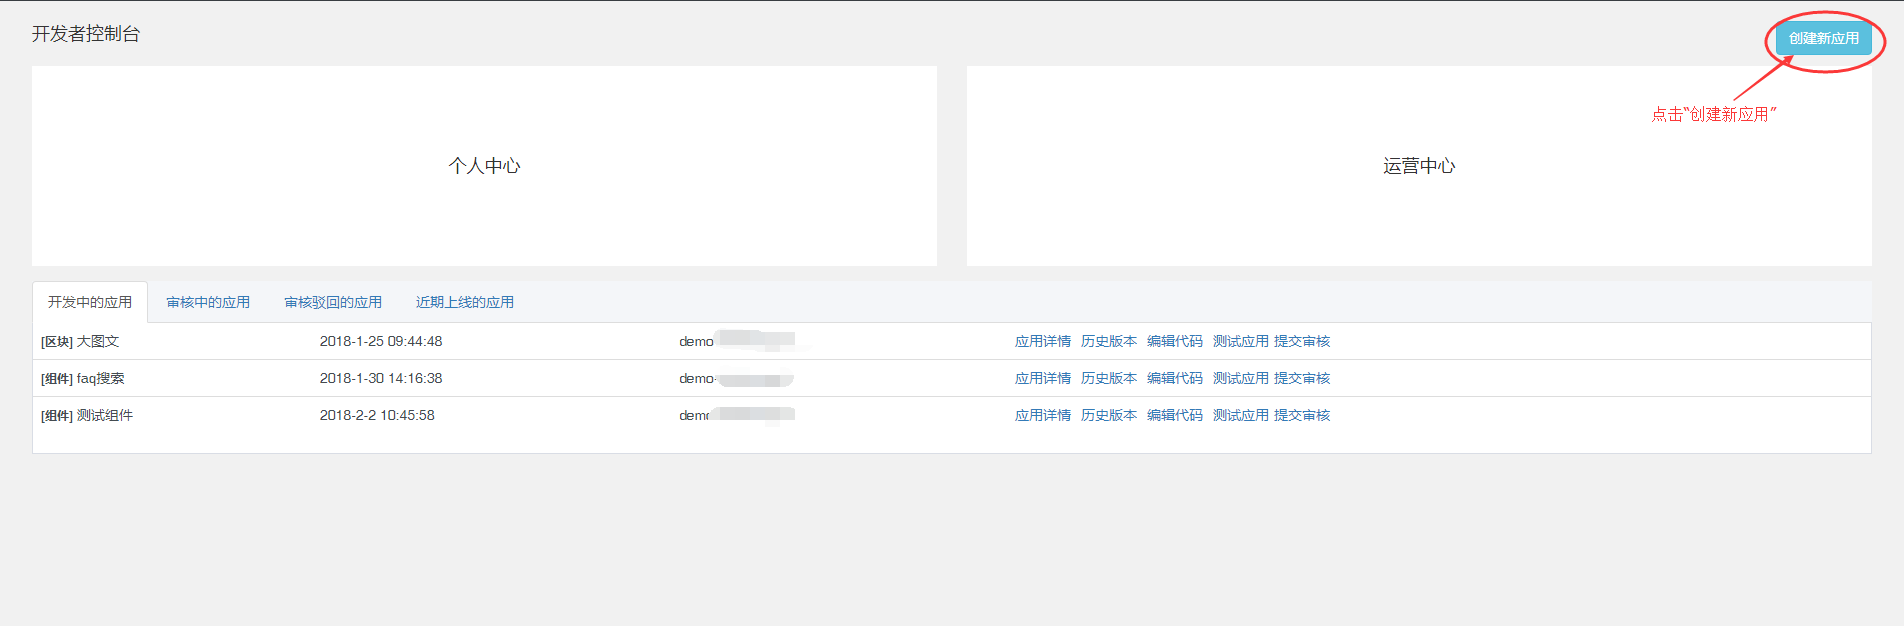 开发者控制台
创建新应用
点击“创建新应用”
个人中心
运营中心
开发中的应用 审核中的应用 审核驳回的应用 近期上线的应用
[区块] 大图文 2018-1-25 09:44:48 demo 应用详情 历史版本 编辑代码 测试应用 提交审核
[组件] faq搜索 2018-1-30 14:16:38 demo- 应用详情 历史版本 编辑代码 测试应用 提交审核
[组件] 测试组件 2018-2-2 10:45:58 demo 应用详情 历史版本 编辑代码 测试应用 提交审核